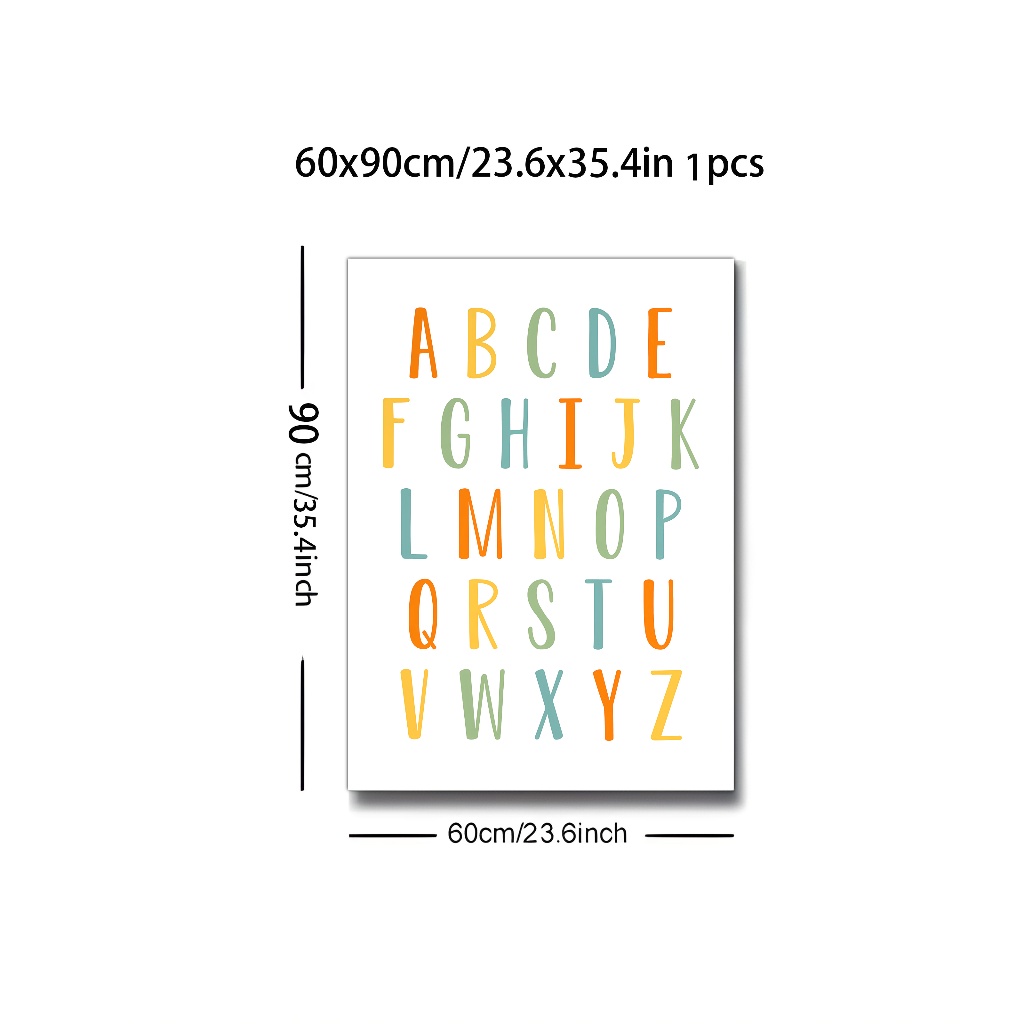 60x90cm/23.6x35.4in 1pcs
90 cm/35.4inch
A B C D E
F G H I J K
L M N O P
Q R S T U
V W X Y Z
60cm/23.6inch